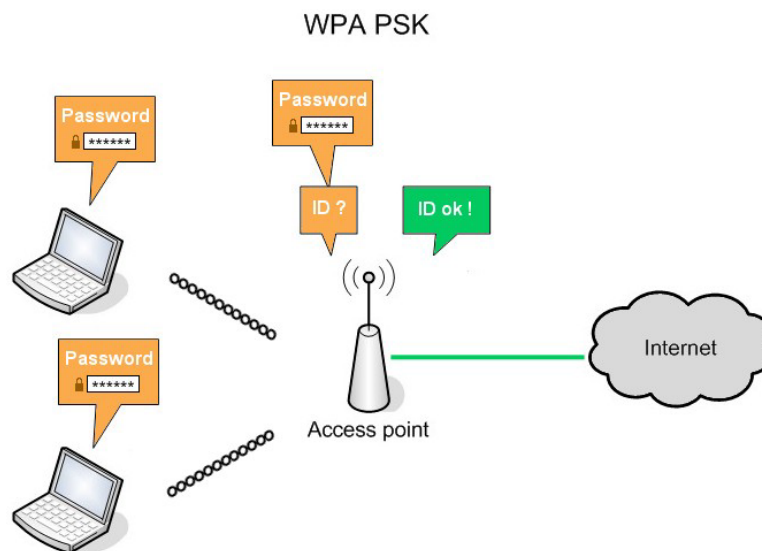 WPA PSK
Password
******
Password
******
ID ?
ID ok !
Password
******
Internet
Access point